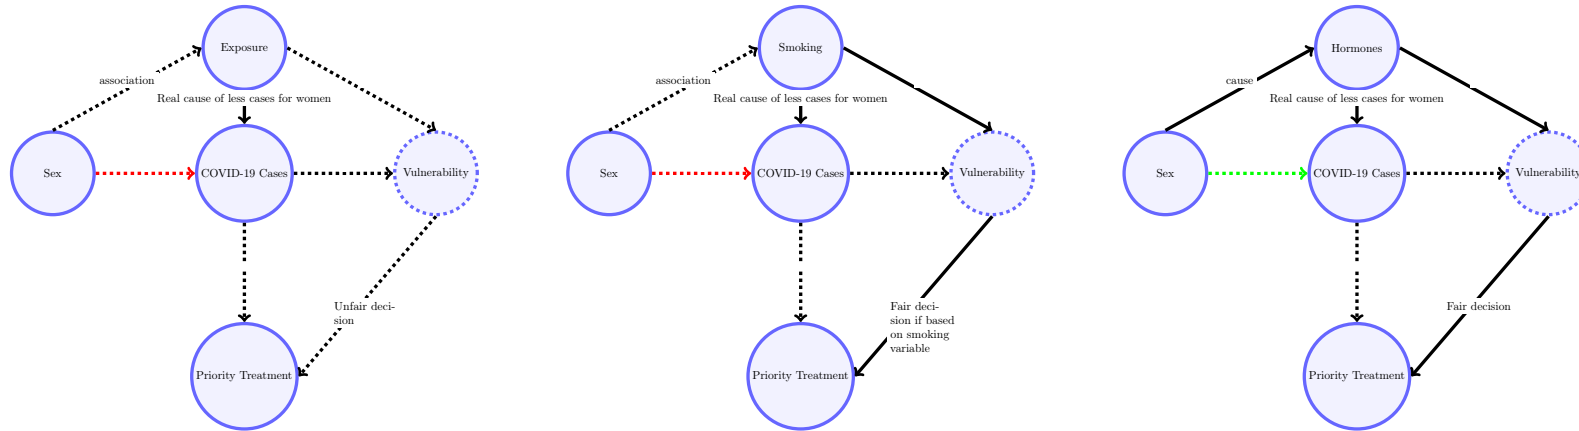 Exposure
association
Real cause of less cases for women
Sex
COVID-19 Cases
Vulnerability
Unfair deci-
sion
Priority Treatment
Smoking
association
Real cause of less cases for women
Sex
COVID-19 Cases
Vulnerability
Fair deci-
sion if based
on smoking
variable
Priority Treatment
Hormones
cause
Real cause of less cases for women
Sex
COVID-19 Cases
Vulnerability
Fair decision
Priority Treatment